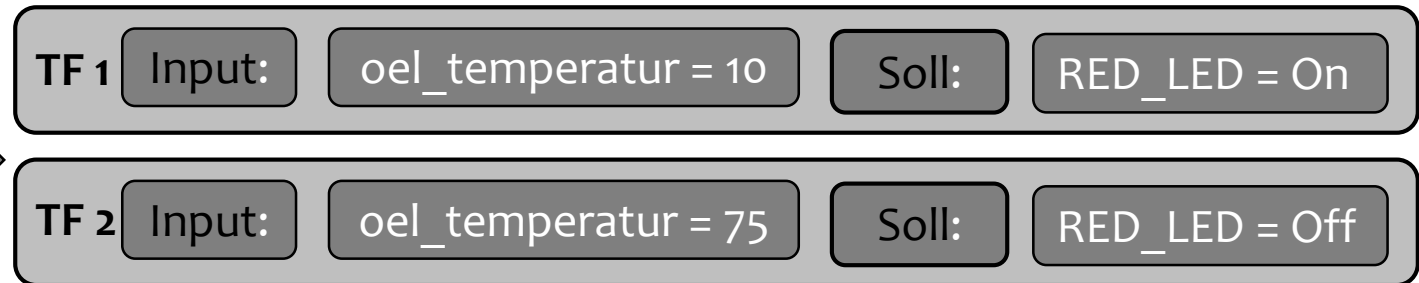 TF 1 Input: oel_temperatur = 10 Soll: RED_LED = On
TF 2 Input: oel_temperatur = 75 Soll: RED_LED = Off